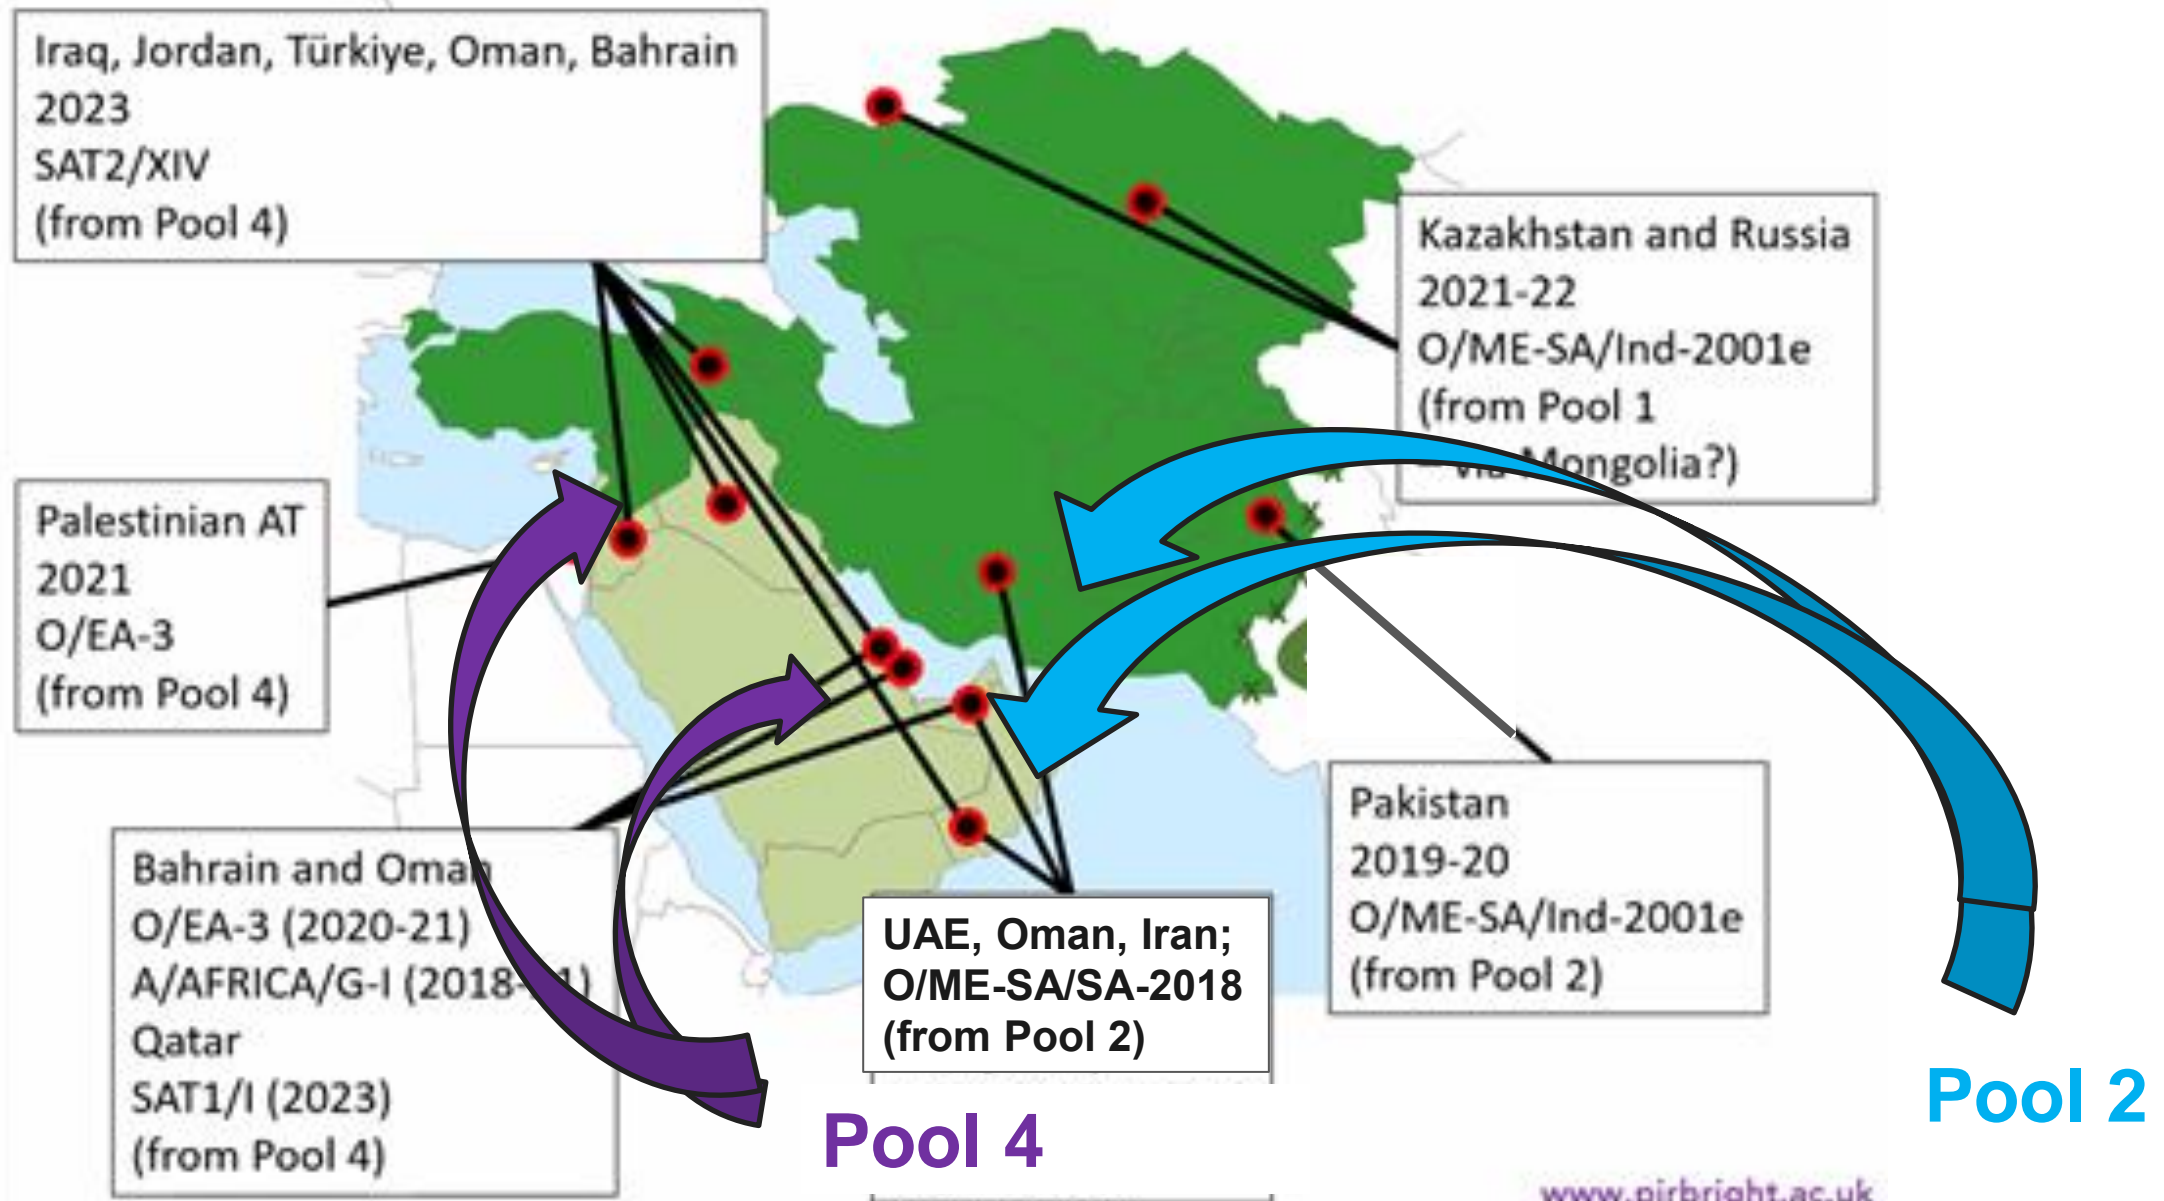 Iraq, Jordan, Türkiye, Oman, Bahrain
2023
SAT2/XIV
(from Pool 4)
Kazakhstan and Russia
2021-22
O/ME-SA/Ind-2001e
(from Pool 1
– via Mongolia?)
Palestinian AT
2021
O/EA-3
(from Pool 4)
Pakistan
2019-20
O/ME-SA/Ind-2001e
(from Pool 2)
Bahrain and Oman
O/EA-3 (2020-21)
A/AFRICA/G-I (2018- 1)
Qatar
SAT1/I (2023)
(from Pool 4)
UAE, Oman, Iran;
O/ME-SA/SA-2018
(from Pool 2)
Pool 4
Pool 2
www.pirbright.ac.uk